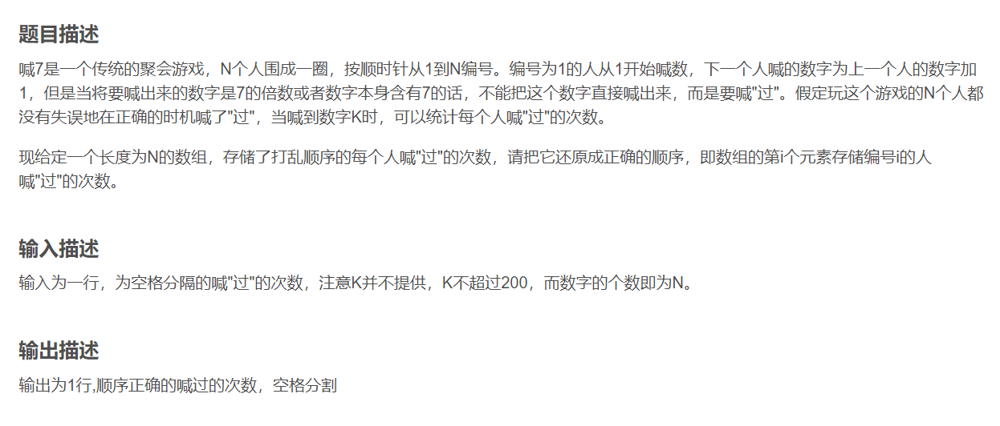 题目描述
喊7是一个传统的聚会游戏，N个人围成一圈，按顺时针从1到N编号。编号为1的人从1开始喊数，下一个人喊的数字为上一个人的数字加
1，但是当将要喊出来的数字是7的倍数或者数字本身含有7的话，不能把这个数字直接喊出来，而是要喊"过"。假定玩这个游戏的N个人都
没有失误地在正确的时机喊了"过"，当喊到数字K时，可以统计每个人喊"过"的次数。
现给定一个长度为N的数组，存储了打乱顺序的每个人喊"过"的次数，请把它还原成正确的顺序，即数组的第i个元素存储编号i的人
喊"过"的次数。
输入描述
输入为一行，为空格分隔的喊"过"的次数，注意K并不提供，K不超过200，而数字的个数即为N。
输出描述
输出为1行,顺序正确的喊过的次数，空格分割